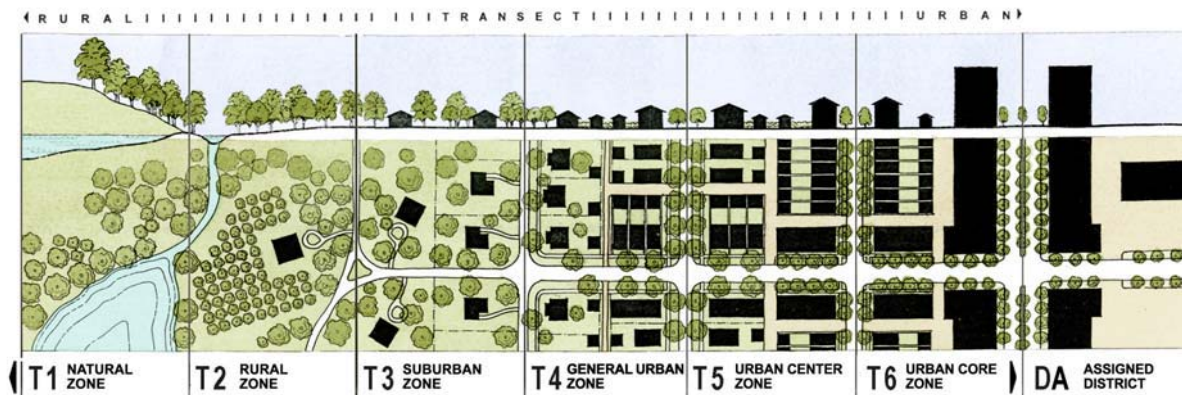 RURAL TRANSECT URBAN
T1 NATURAL ZONE
T2 RURAL ZONE
T3 SUBURBAN ZONE
T4 GENERAL URBAN ZONE
T5 URBAN CENTER ZONE
T6 URBAN CORE ZONE
DA ASSIGNED DISTRICT